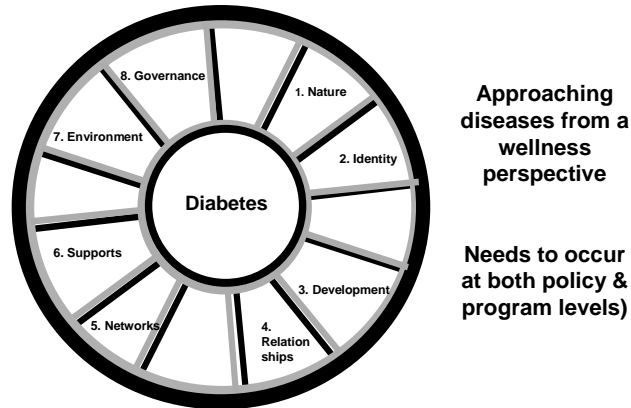 8. Governance
1. Nature
7. Environment
2. Identity
Diabetes
6. Supports
3. Development
5. Networks
4.
Relation
ships
Approaching
diseases from a
wellness
perspective
Needs to occur
at both policy &
program levels)